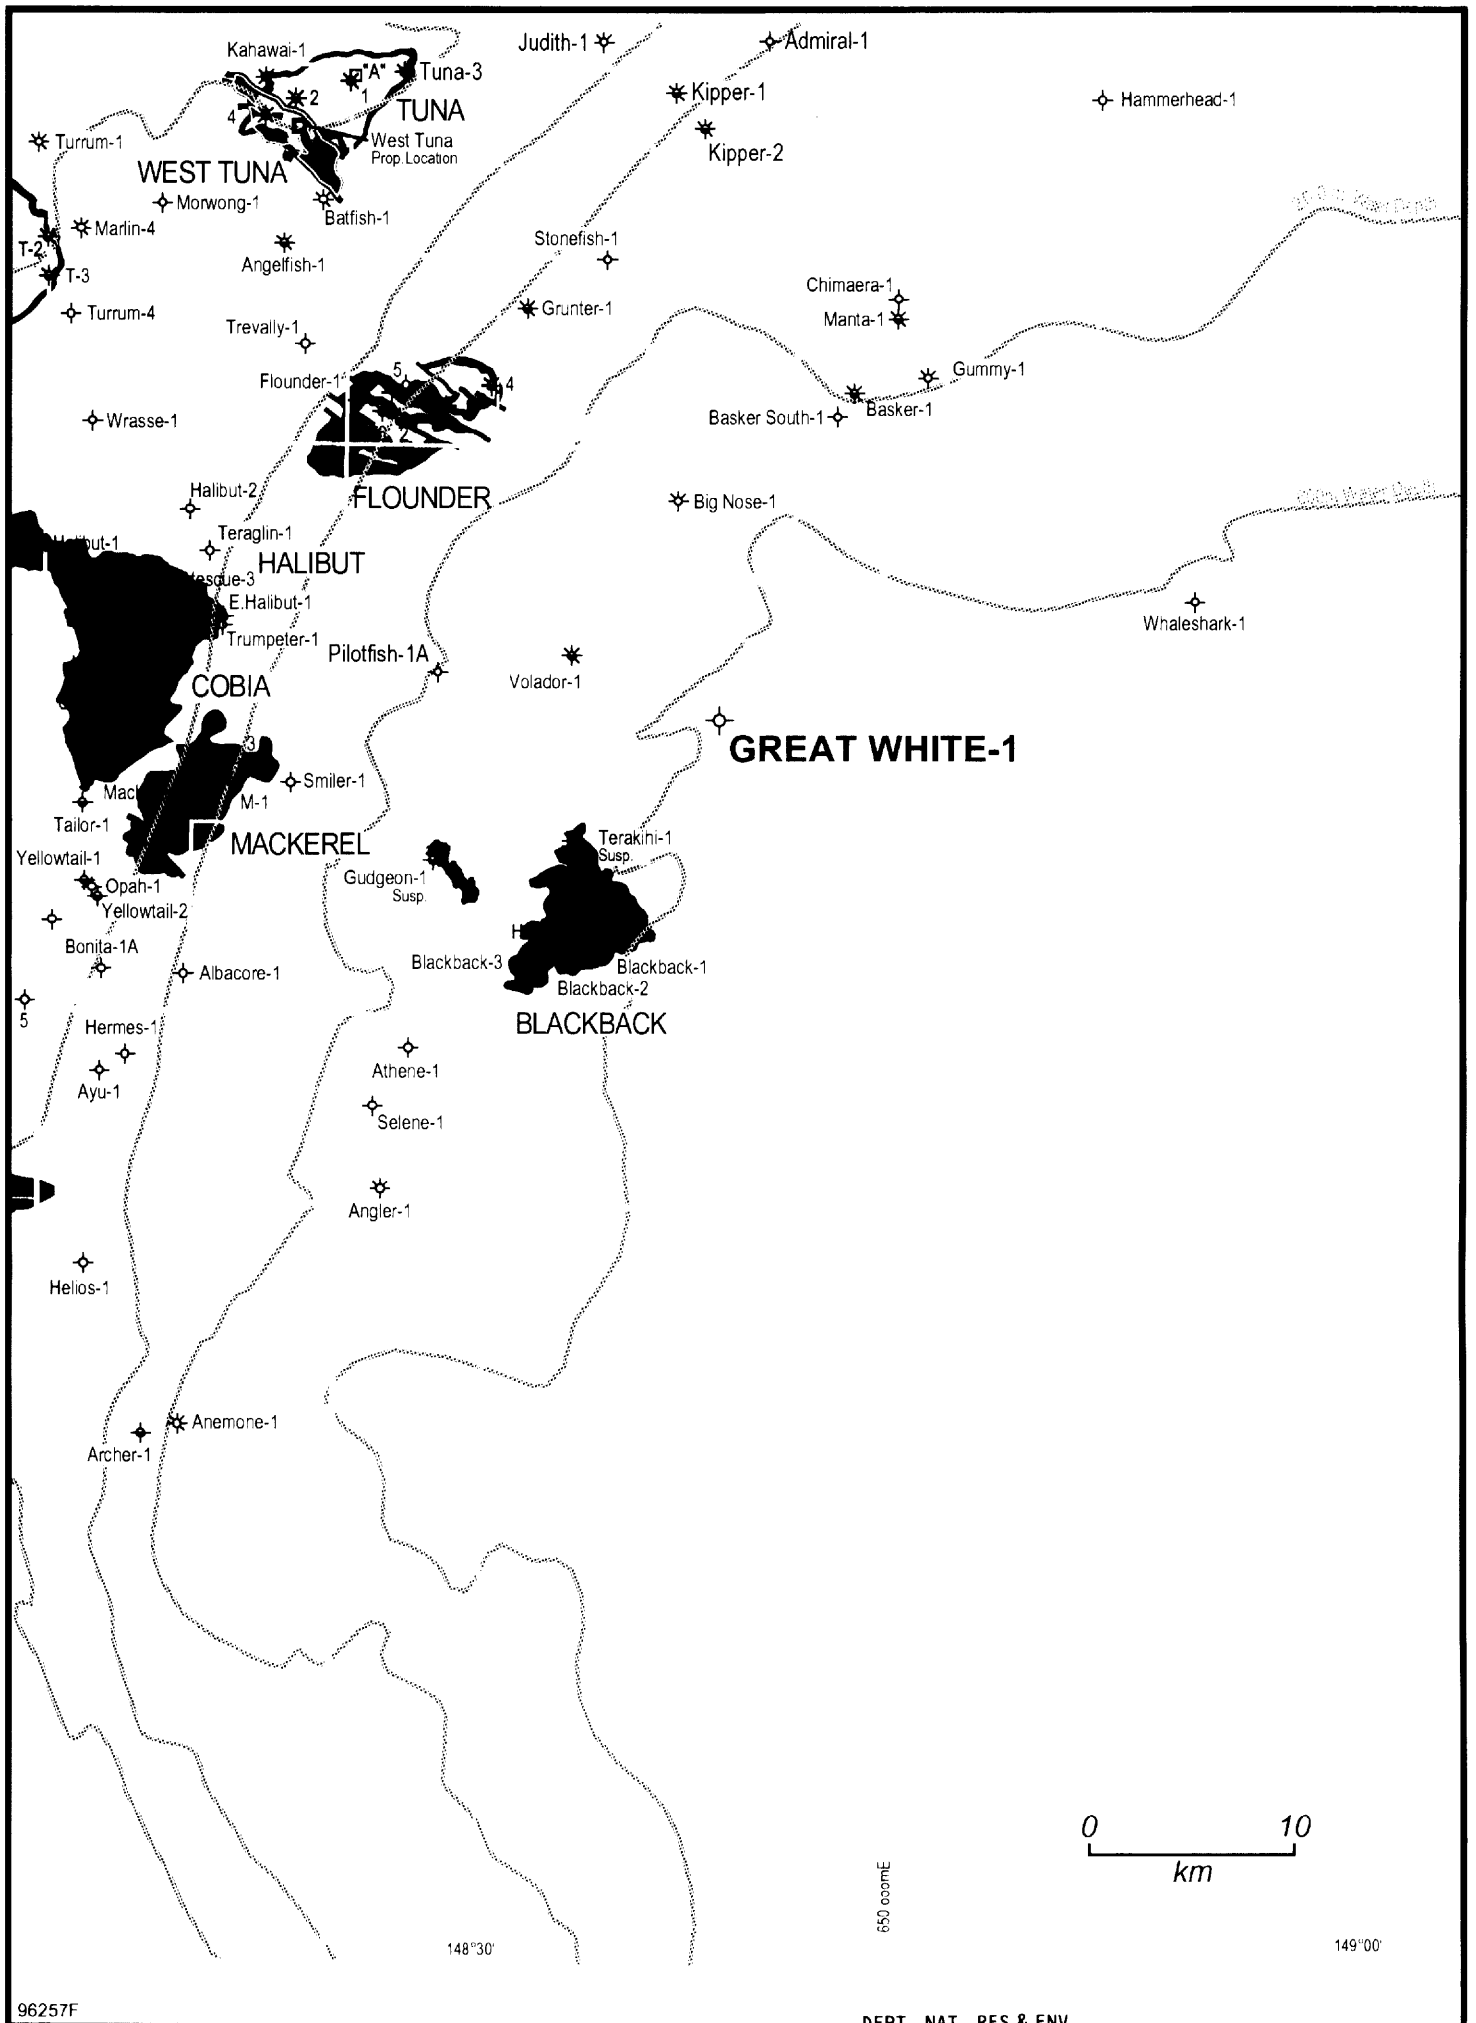 Judith-1
Admiral-1
Kahawai-1
"A"
Tuna-3
1
2
Kipper-1
Hammerhead-1
TUNA
4
Turrum-1
West Tuna
Prop. Location
Kipper-2
WEST TUNA
Morwong-1
Batfish-1
Marlin-4
T-2
Stonefish-1
Angelfish-1
T-3
Chimaera-1
Turrum-4
Grunter-1
Manta-1
Trevally-1
5
Gummy-1
Flounder-1
4
Basker-1
Wrasse-1
Basker South-1
2
Halibut-2
FLOUNDER
Big Nose-1
Water Depth
Teraglin-1
HALIBUT
E.Halibut-1
Whaleshark-1
Trumpeter-1
Pilotfish-1A
Volador-1
COBIA
3
GREAT WHITE-1
Smiler-1
M-1
Tailor-1
MACKEREL
Terakihi-1
Susp.
Yellowtail-1
Gudgeon-1
Susp.
Opah-1
Yellowtail-2
Bonita-1A
Blackback-3
Blackback-1
Albacore-1
Blackback-2
5
BLACKBACK
Hermes-1
Athene-1
Ayu-1
Selene-1
Angler-1
Helios-1
Anemone-1
Archer-1
0 10
km
650 000mE
148°30'
149°00'
96257F
DEPT. NAT. RES & ENV